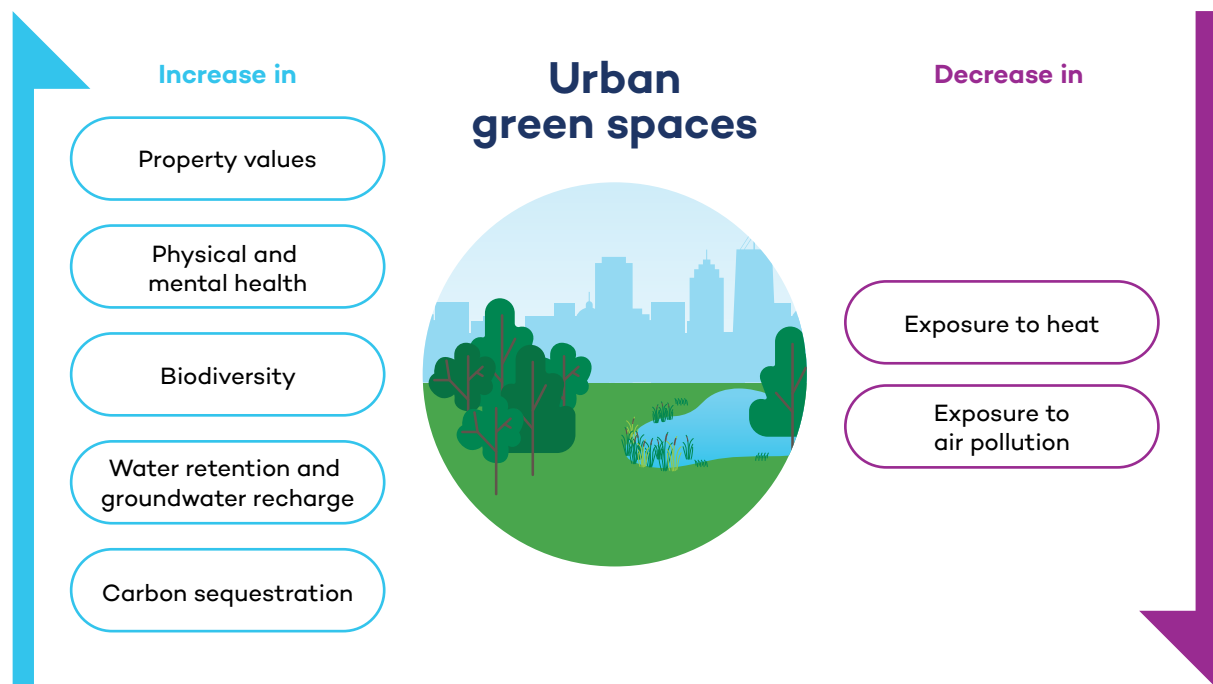 Increase in
Property values
Physical and
mental health
Biodiversity
Water retention and
groundwater recharge
Carbon sequestration
Urban
green spaces
Decrease in
Exposure to heat
Exposure to
air pollution